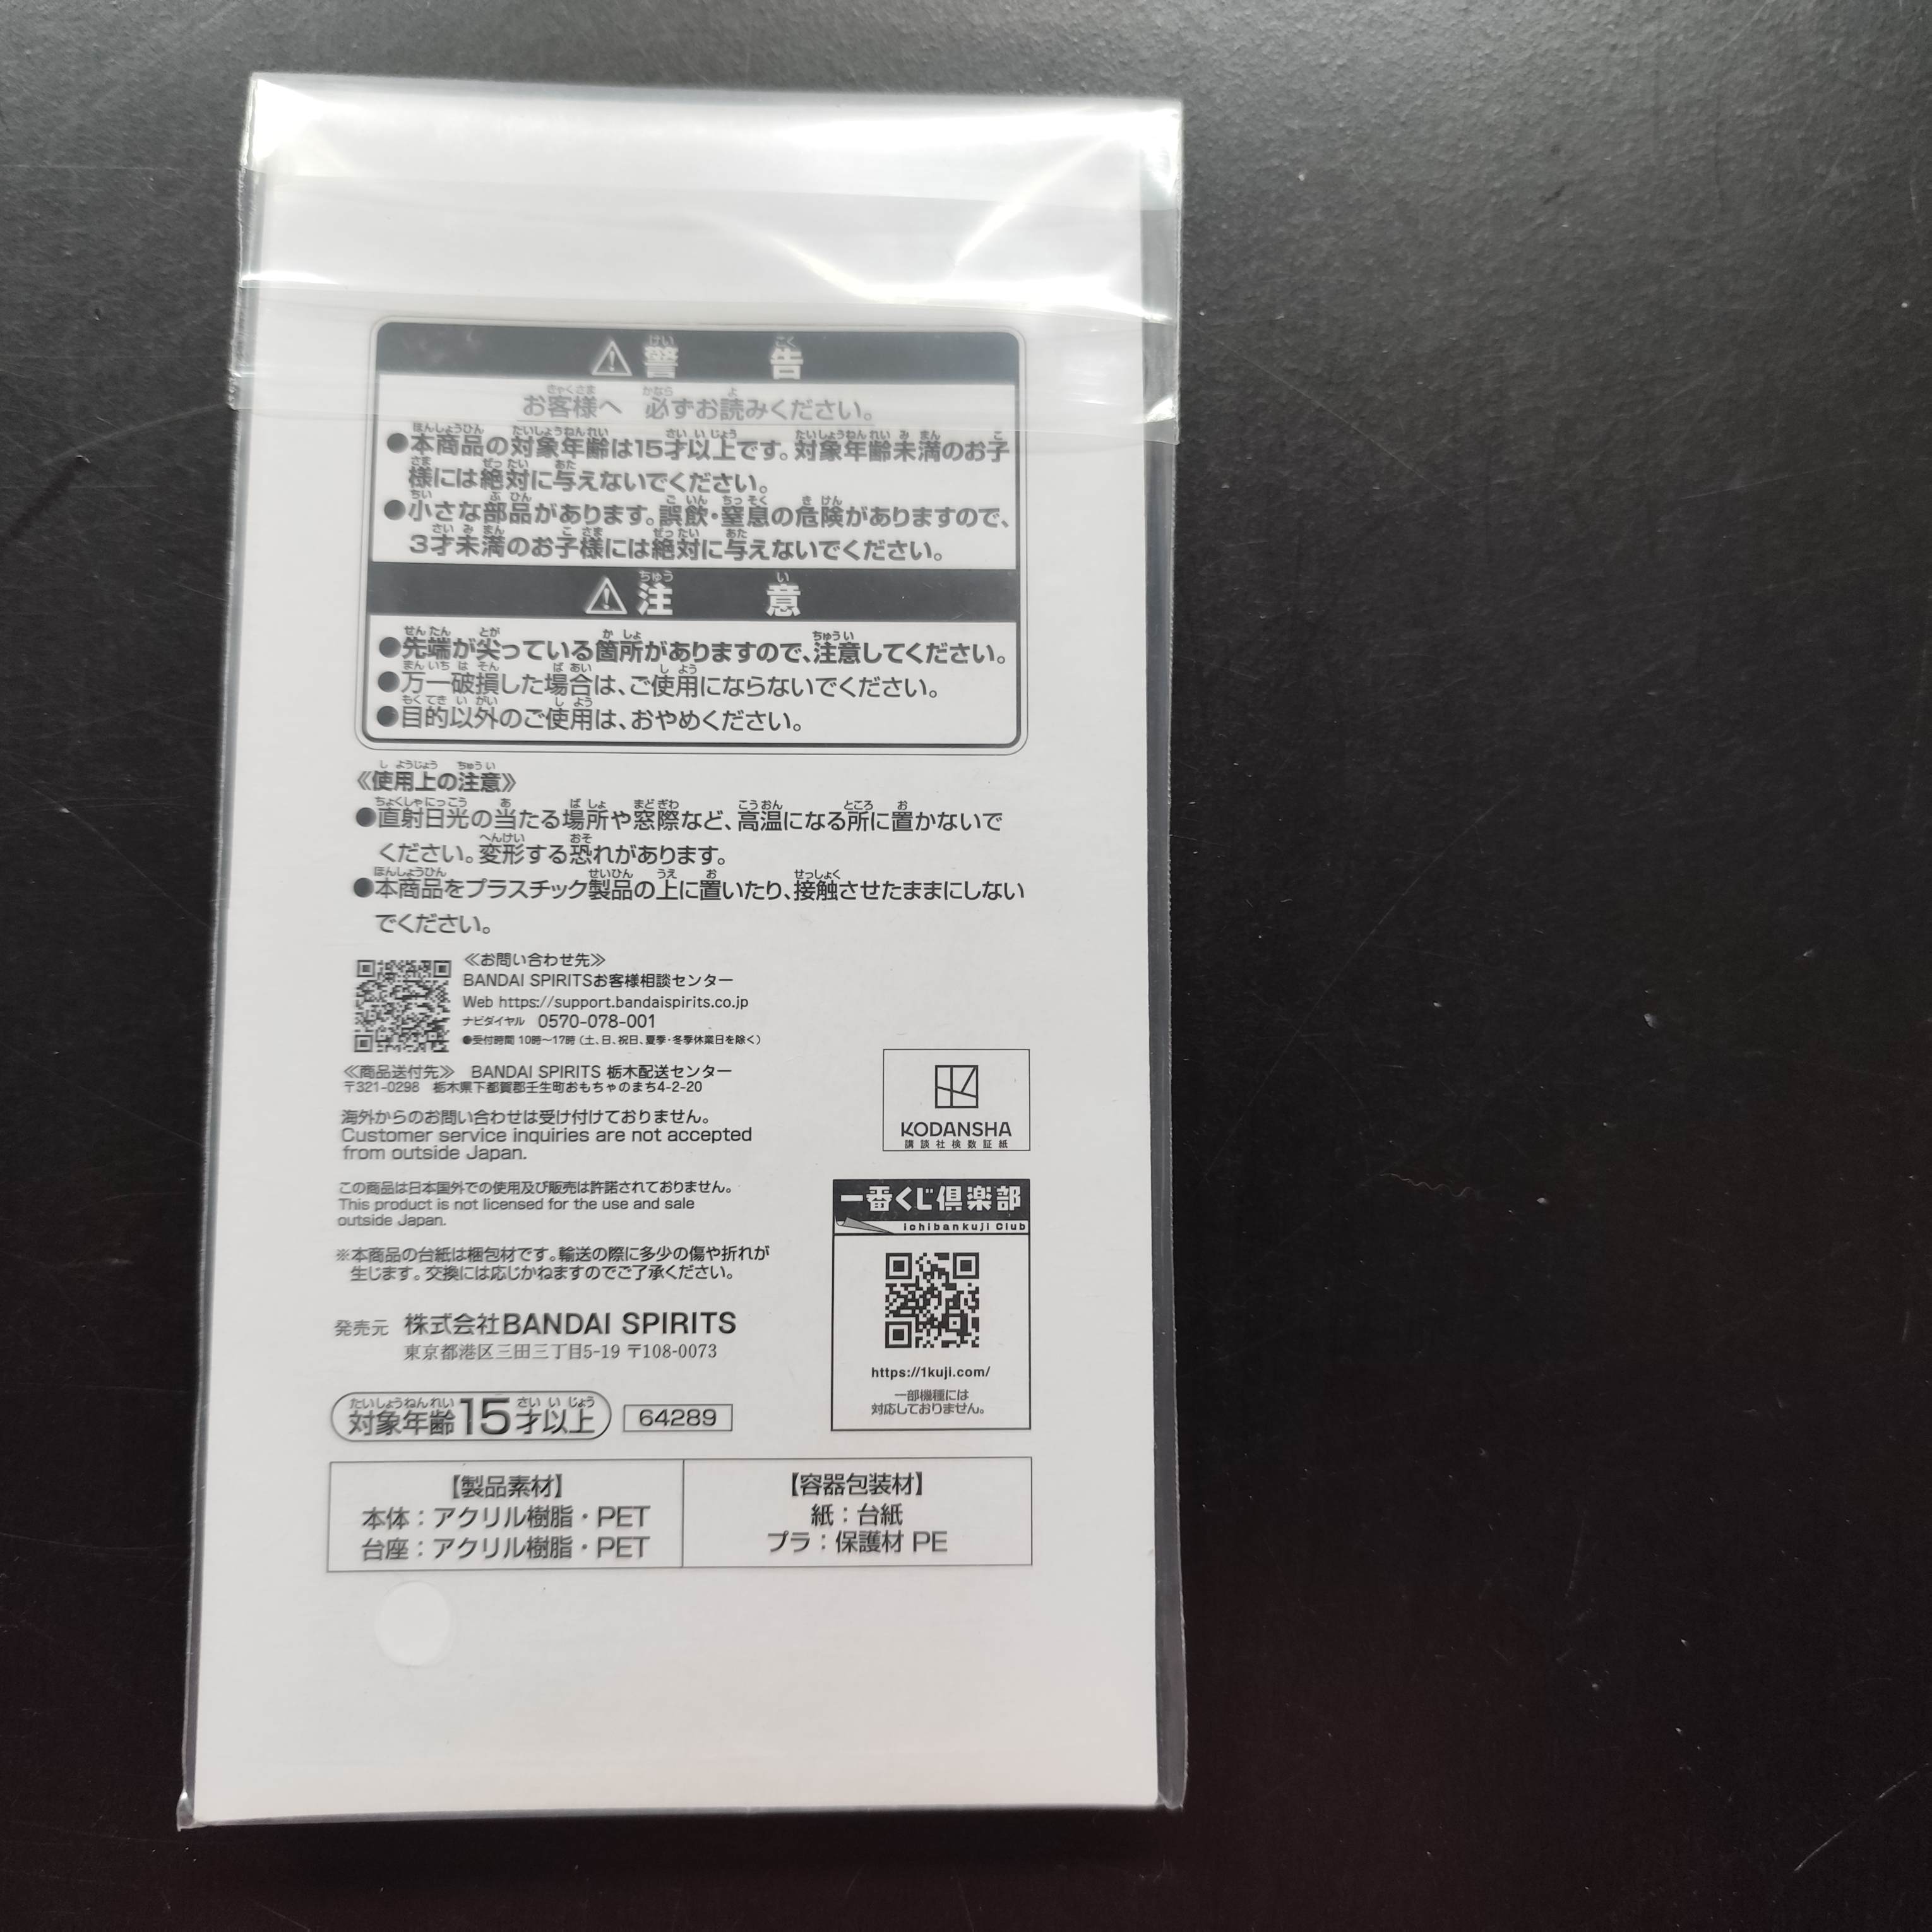 ⚠警告
お客様へ 必ずお読みください。
●本商品の対象年齢は15才以上です。対象年齢未満のお子
様には絶対に与えないでください。
●小さな部品があります。誤飲・窒息の危険がありますので、
3才未満のお子様には絶対に与えないでください。
⚠注意
●先端が尖っている箇所がありますので、注意してください。
●万一破損した場合は、ご使用にならないでください。
●目的以外のご使用は、おやめください。
《使用上の注意》
●直射日光の当たる場所や窓際など、高温になる所に置かないで
ください。変形する恐れがあります。
●本商品をプラスチック製品の上に置いたり、接触させたままにしない
でください。
≪お問い合わせ先≫
BANDAI SPIRITSお客様相談センター
Web https://support.bandaispirits.co.jp
ナビダイヤル 0570-078-001
●受付時間 10時〜17時(土、日、祝日、夏季・冬季休業日を除く)
≪商品送付先≫ BANDAI SPIRITS 栃木配送センター
〒321-0298 栃木県下都賀郡壬生町おもちゃのまち4-2-20
海外からのお問い合わせは受け付けておりません。
Customer service inquiries are not accepted
from outside Japan.
この商品は日本国外での使用及び販売は許諾されておりません。
This product is not licensed for the use and sale
outside Japan.
※本商品の台紙は梱包材です。輸送の際に多少の傷や折れが
生じます。交換には応じかねますのでご了承ください。
発売元 株式会社BANDAI SPIRITS
東京都港区三田三丁目5-19 〒108-0073
対象年齢15才以上 64289
KODANSHA
講談社検数証紙
一番くじ倶楽部
ichibankuji Club
https://1kuji.com/
一部機種には
対応しておりません。
【製品素材】
本体：アクリル樹脂・PET
台座：アクリル樹脂・PET
【容器包装材】
紙：台紙
プラ：保護材 PE